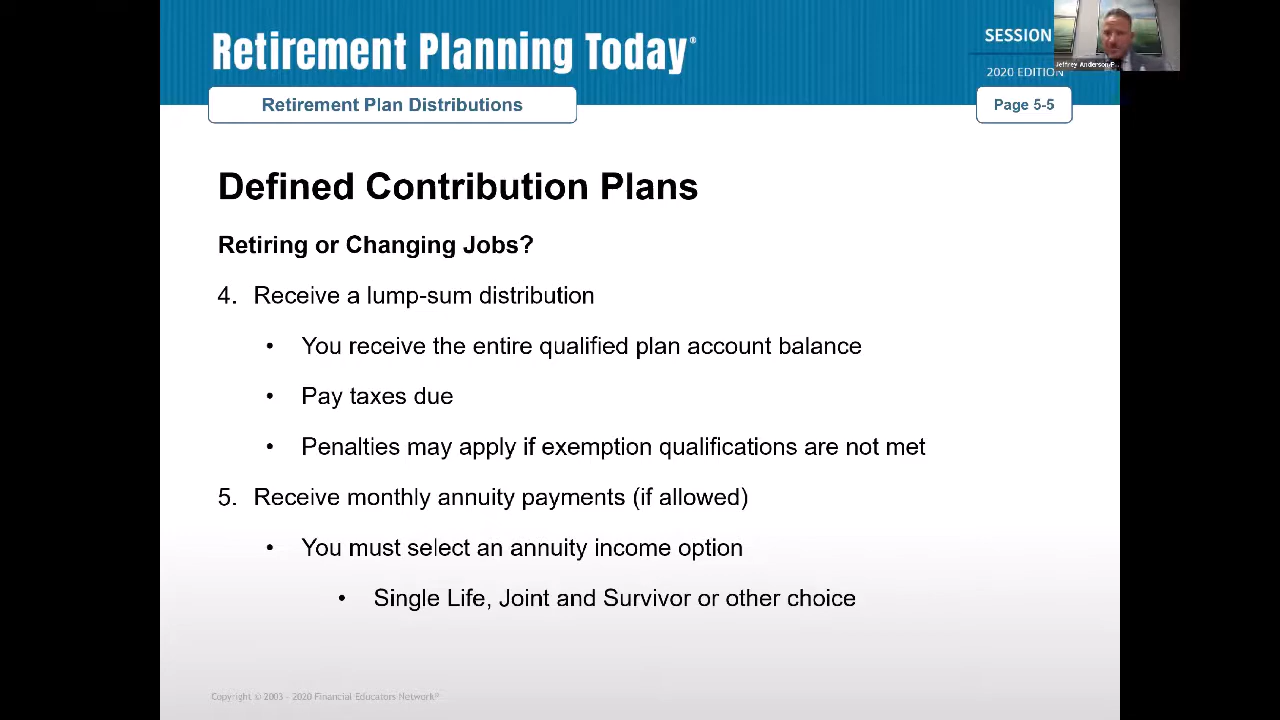 Retirement Planning Today®
SESSION
2020 EDITION
Jeffrey Anderson
Retirement Plan Distributions
Page 5-5
Defined Contribution Plans
Retiring or Changing Jobs?
4. Receive a lump-sum distribution
• You receive the entire qualified plan account balance
• Pay taxes due
• Penalties may apply if exemption qualifications are not met
5. Receive monthly annuity payments (if allowed)
• You must select an annuity income option
• Single Life, Joint and Survivor or other choice
Copyright © 2003 - 2020 Financial Educators Network®